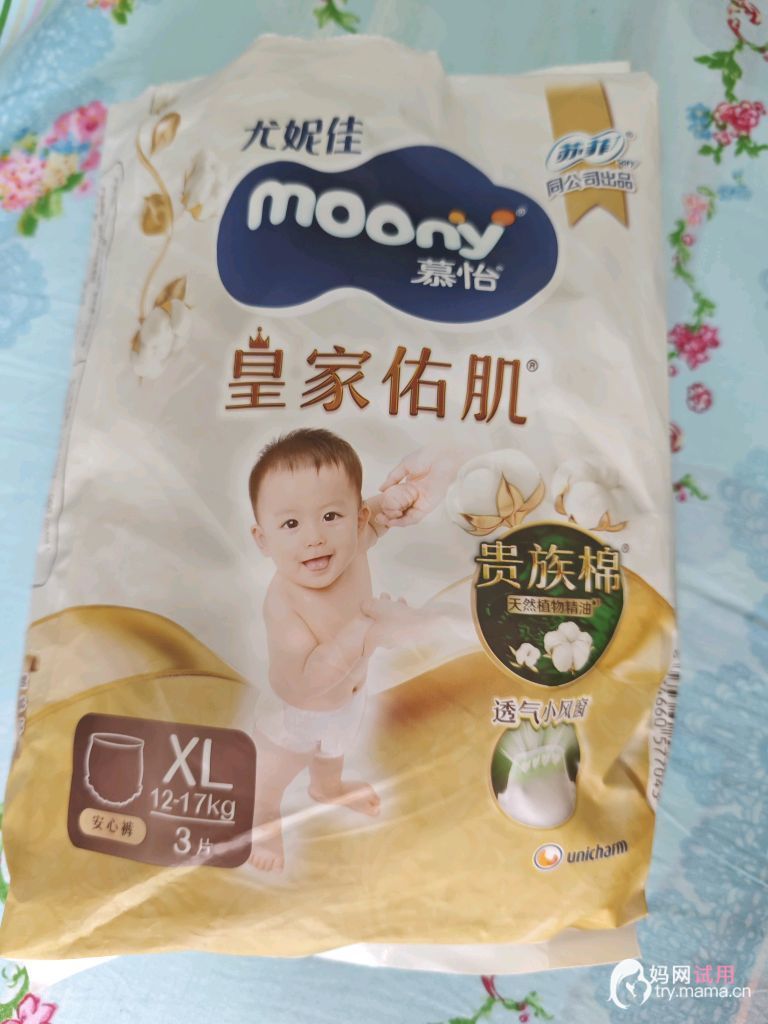 尤妮佳
moony
慕怡
苏菲
Sofy
同公司出品
皇家佑肌
贵族棉
天然植物精油
透气小风窗
XL
12-17kg
3片
安心裤
unicharm
妈网试用
try.mama.cn